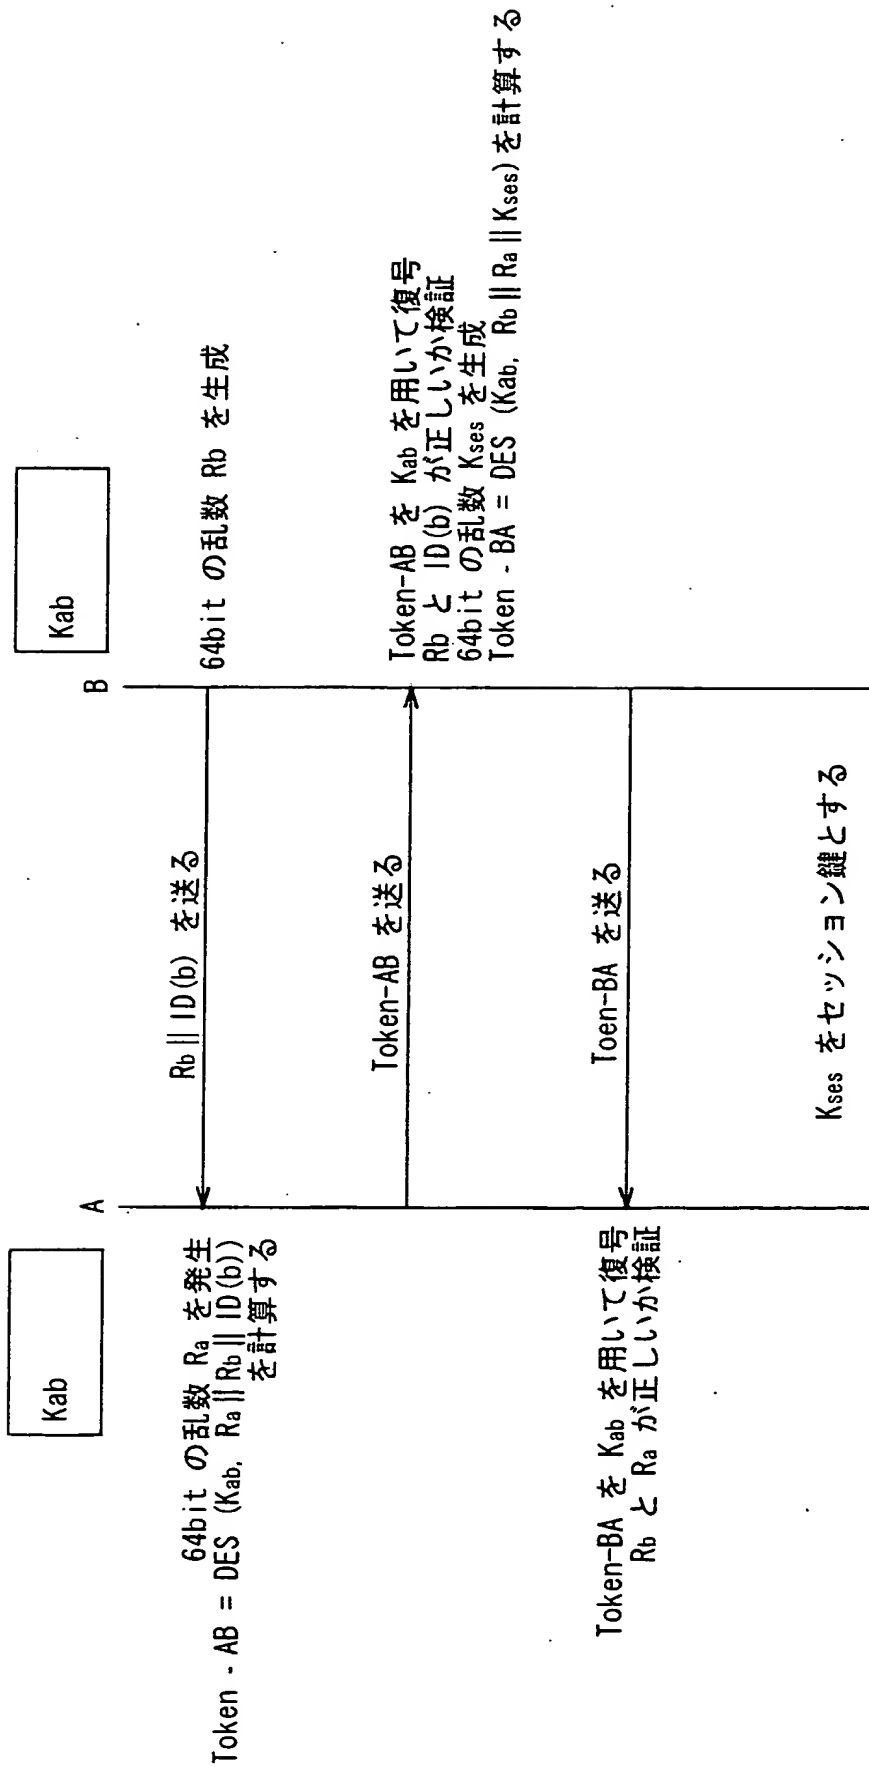 Kab
Kab
A
B
64bit の乱数 Rb を生成
Rb || ID(b) を送る
64bit の乱数 Ra を発生
Token - AB = DES (Kab, Ra || Rb || ID(b))
を計算する
Token-AB を送る
Token-AB を Kab を用いて復号
Rb と ID(b) が正しいか検証
64bit の乱数 Kses を生成
Token - BA = DES (Kab, Rb || Ra || Kses) を計算する
Toen-BA を送る
Token-BA を Kab を用いて復号
Rb と Ra が正しいか検証
Kses をセッション鍵とする